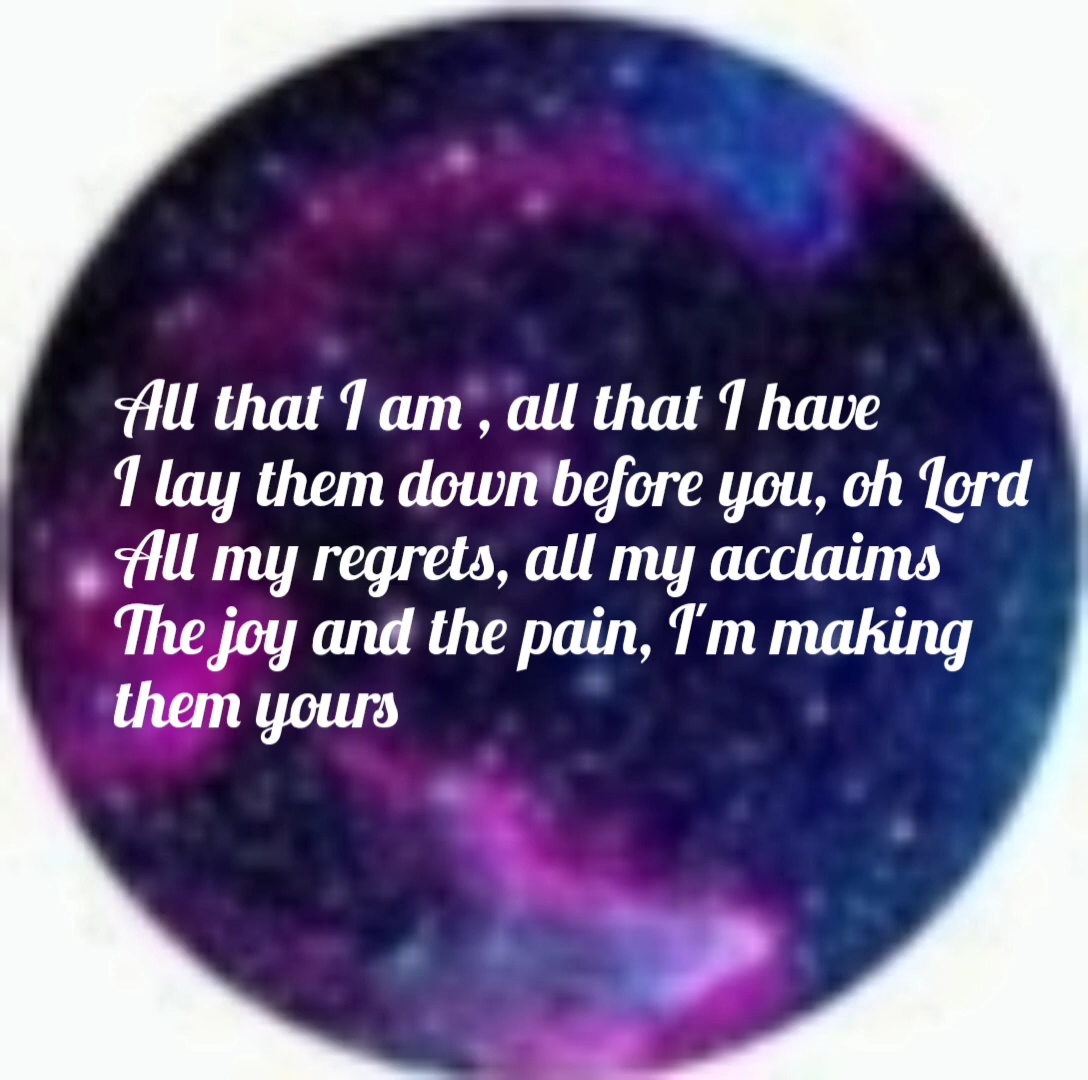 All that I am , all that I have
I lay them down before you, oh Lord
All my regrets, all my acclaims
The joy and the pain, I'm making
them yours